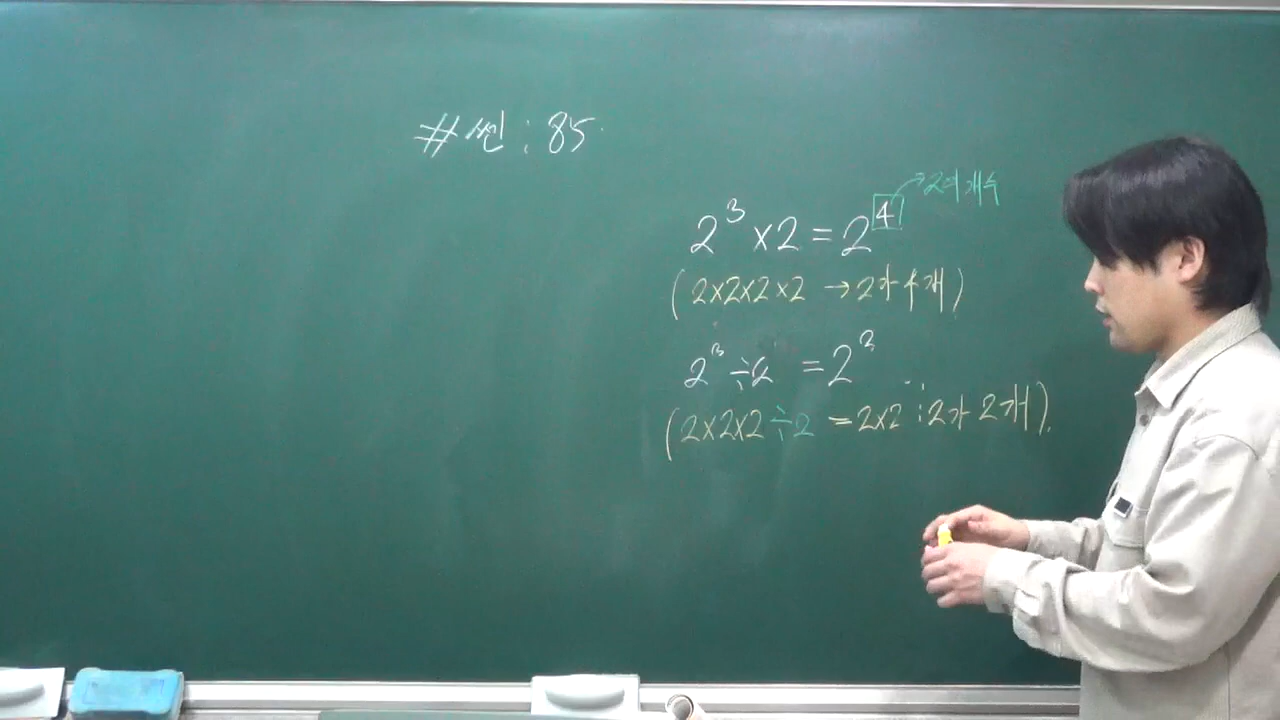 #쎈 : 85
→2의 개수
2³×2=2⁴
(2×2×2×2 →2가 4개)
2³÷2 =2³
(2×2×2÷2 =2×2 : 2가 2개).